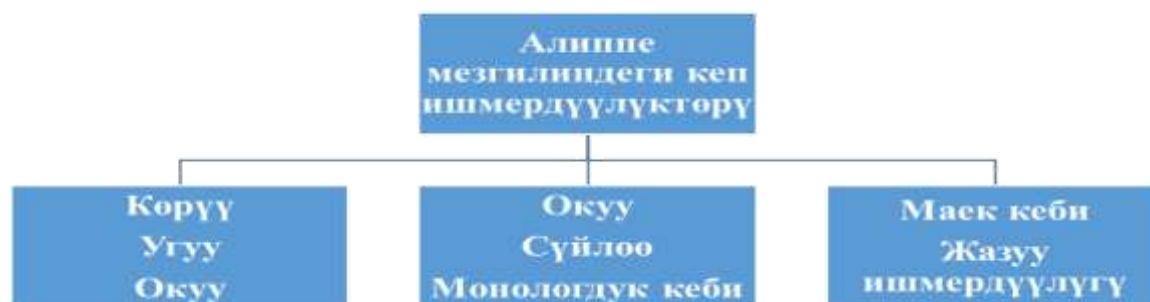 Алиппе
мезгилиндеги кеп
ишмердүүлүктөрү
Көрүү
Угуу
Окуу
Окуу
Сүйлөө
Монологдук кеби
Маек кеби
Жазуу
ишмердүүлүгү